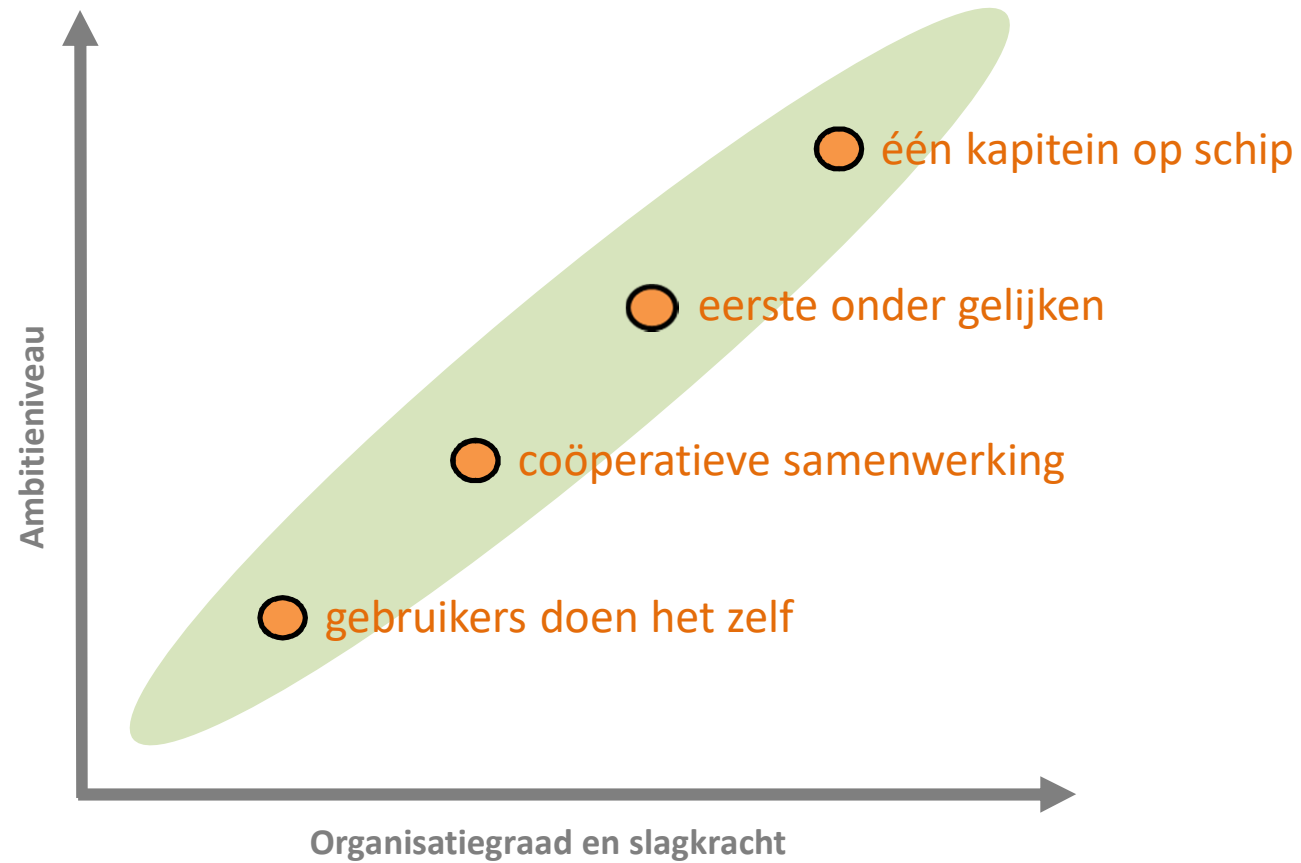 één kapitein op schip
eerste onder gelijken
coöperatieve samenwerking
gebruikers doen het zelf
Ambitieniveau
Organisatiegraad en slagkracht